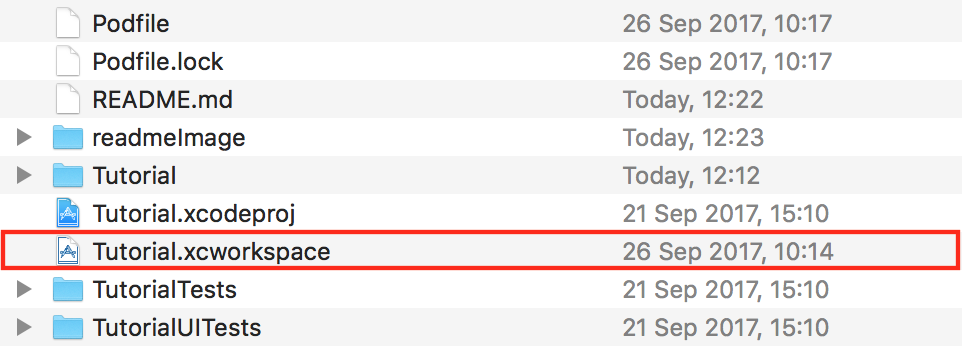 Podfile 26 Sep 2017, 10:17
Podfile.lock 26 Sep 2017, 10:17
README.md Today, 12:22
readmeImage Today, 12:23
Tutorial Today, 12:12
Tutorial.xcodeproj 21 Sep 2017, 15:10
Tutorial.xcworkspace 26 Sep 2017, 10:14
TutorialTests 21 Sep 2017, 15:10
TutorialUITests 21 Sep 2017, 15:10